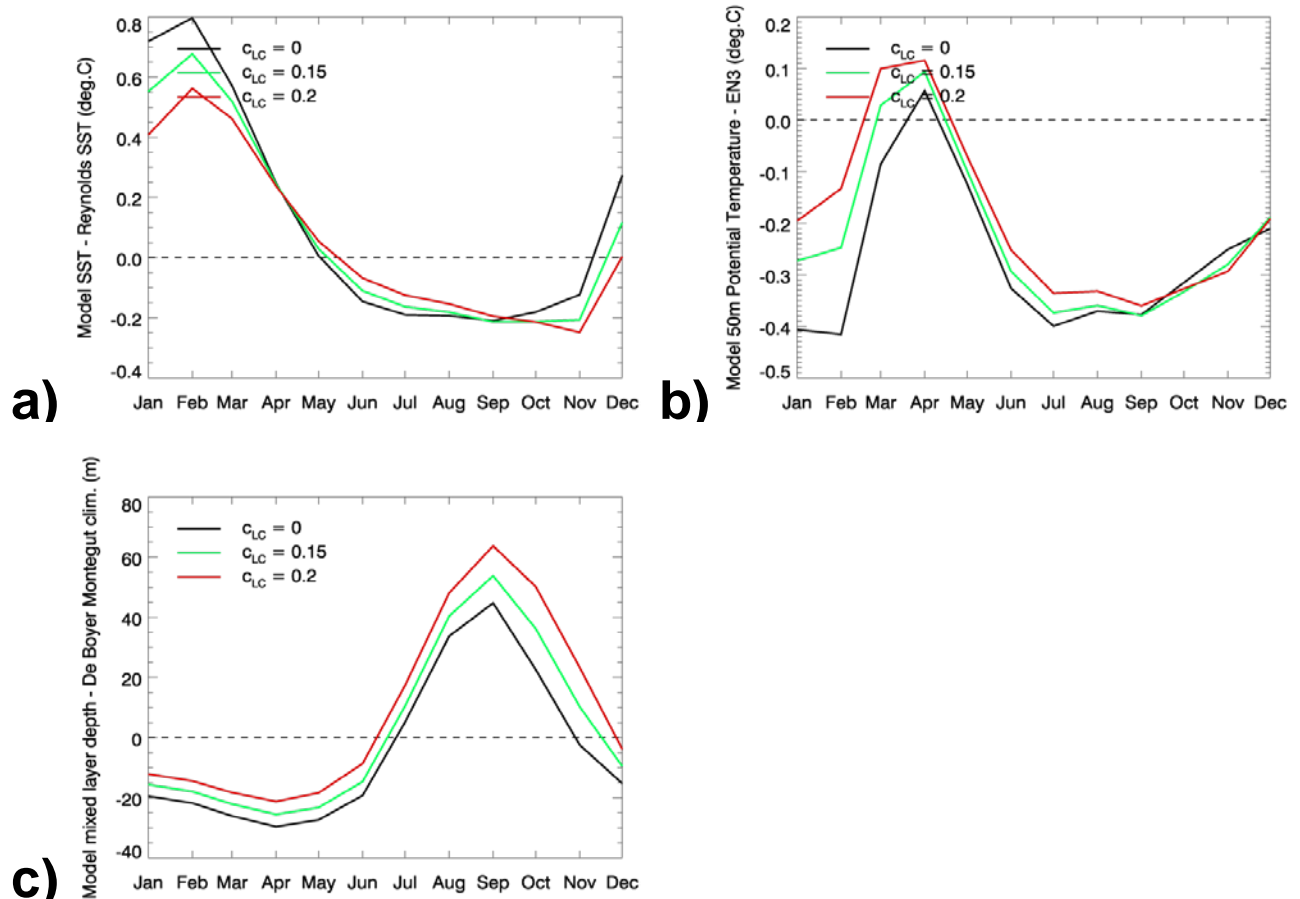 Model SST - Reynolds SST (deg.C)
0.8
0.6
0.4
0.2
0.0
-0.2
-0.4
c_LC = 0
c_LC = 0.15
c_LC = 0.2
Jan Feb Mar Apr May Jun Jul Aug Sep Oct Nov Dec
a)
Model 50m Potential Temperature - EN3 (deg.C)
0.2
0.1
0.0
-0.1
-0.2
-0.3
-0.4
-0.5
c_LC = 0
c_LC = 0.15
c_LC = 0.2
Jan Feb Mar Apr May Jun Jul Aug Sep Oct Nov Dec
b)
Model mixed layer depth - De Boyer Montegut clim. (m)
80
60
40
20
0
-20
-40
c_LC = 0
c_LC = 0.15
c_LC = 0.2
Jan Feb Mar Apr May Jun Jul Aug Sep Oct Nov Dec
c)